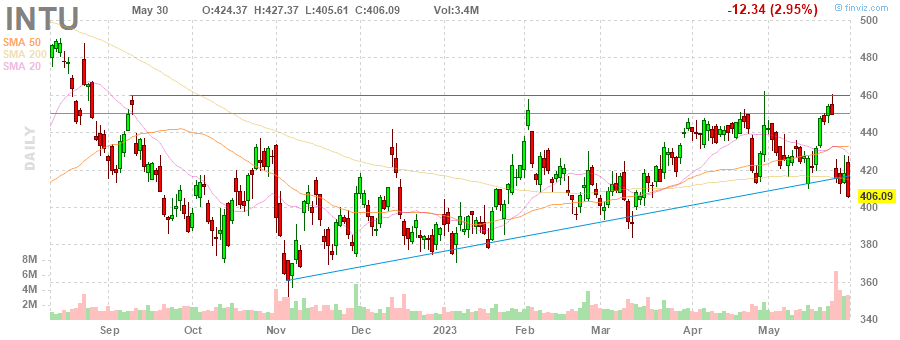 INTU
May 30 O:424.37 H:427.37 L:405.61 C:406.09 Vol:3.4M -12.34 (2.95%)
© finviz.com
SMA 50
SMA 200
SMA 20
DAILY
500
480
460
440
420
406.09
400
380
360
340
8M
6M
4M
2M
Sep Oct Nov Dec 2023 Feb Mar Apr May